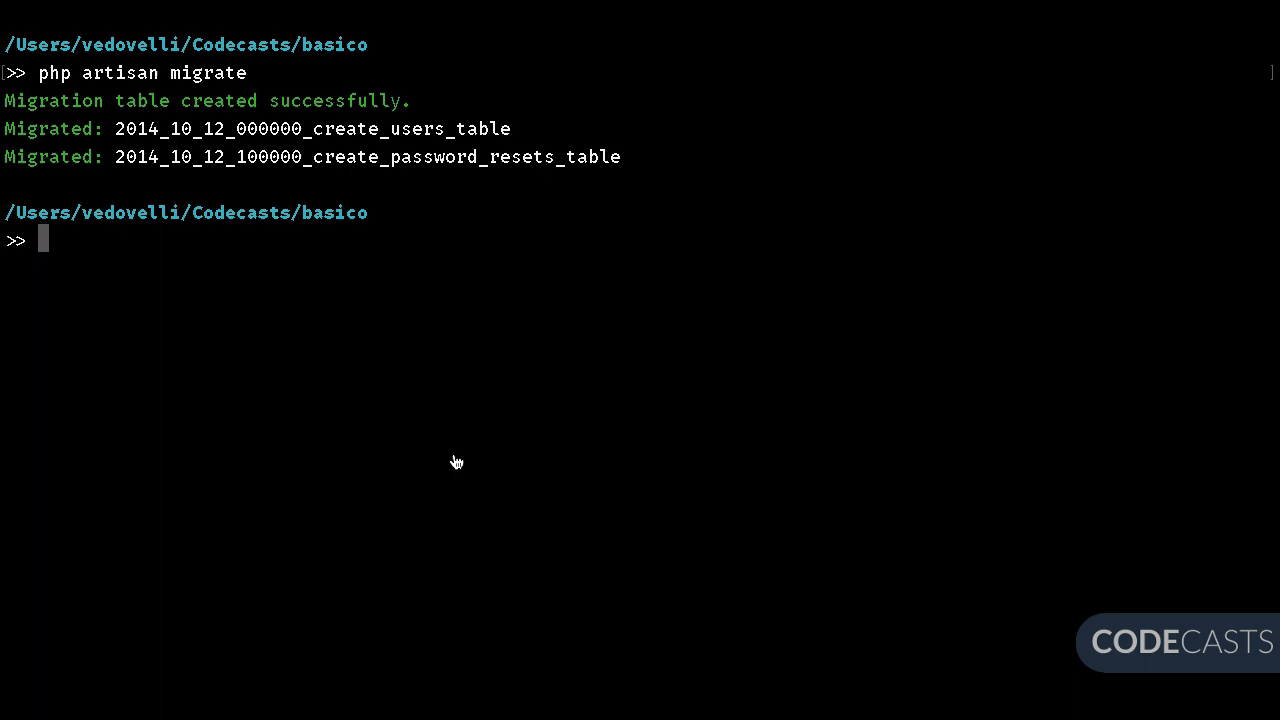 /Users/vedovelli/Codecasts/basico
[>> php artisan migrate ]
Migration table created successfully.
Migrated: 2014_10_12_000000_create_users_table
Migrated: 2014_10_12_100000_create_password_resets_table
/Users/vedovelli/Codecasts/basico
>>
CODECASTS